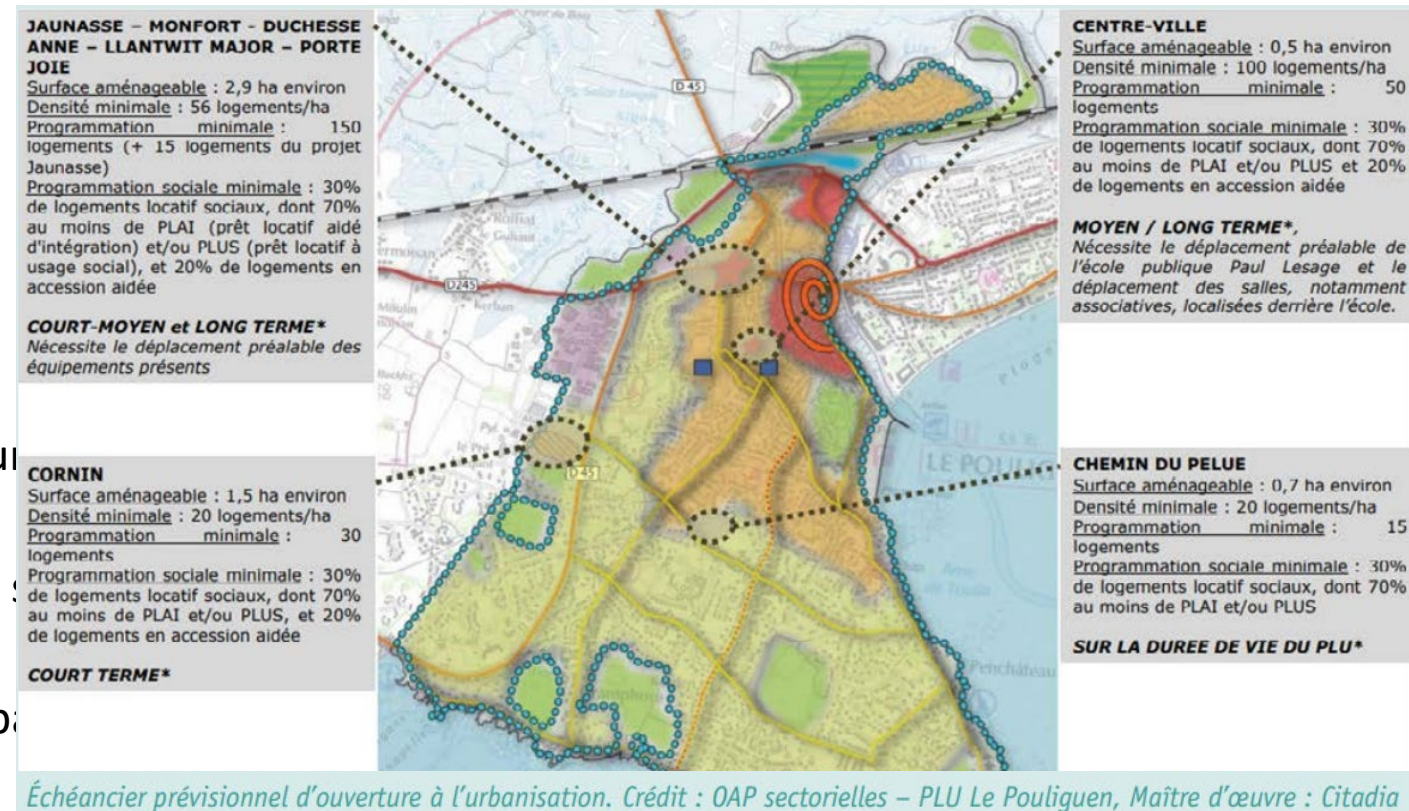 JAUNASSE – MONFORT - DUCHESSE
ANNE – LLANTWIT MAJOR – PORTE
JOIE
Surface aménageable : 2,9 ha environ
Densité minimale : 56 logements/ha
Programmation minimale : 150
logements (+ 15 logements du projet
Jaunasse)
Programmation sociale minimale : 30%
de logements locatif sociaux, dont 70%
au moins de PLAI (prêt locatif aidé
d'intégration) et/ou PLUS (prêt locatif à
usage social), et 20% de logements en
accession aidée
COURT-MOYEN et LONG TERME*
Nécessite le déplacement préalable des
équipements présents
CORNIN
Surface aménageable : 1,5 ha environ
Densité minimale : 20 logements/ha
Programmation minimale : 30
logements
Programmation sociale minimale : 30%
de logements locatif sociaux, dont 70%
au moins de PLAI et/ou PLUS, et 20%
de logements en accession aidée
COURT TERME*
D 45
D245
Kerhan
D 45
LE POULIG
Penchâteau
CENTRE-VILLE
Surface aménageable : 0,5 ha environ
Densité minimale : 100 logements/ha
Programmation minimale : 50
logements
Programmation sociale minimale : 30%
de logements locatif sociaux, dont 70%
au moins de PLAI et/ou PLUS et 20%
de logements en accession aidée
MOYEN / LONG TERME*,
Nécessite le déplacement préalable de
l'école publique Paul Lesage et le
déplacement des salles, notamment
associatives, localisées derrière l'école.
CHEMIN DU PELUE
Surface aménageable : 0,7 ha environ
Densité minimale : 20 logements/ha
Programmation minimale : 15
logements
Programmation sociale minimale : 30%
de logements locatif sociaux, dont 70%
au moins de PLAI et/ou PLUS
SUR LA DUREE DE VIE DU PLU*
Échéancier prévisionnel d'ouverture à l'urbanisation. Crédit : OAP sectorielles – PLU Le Pouliguen, Maître d'œuvre : Citadia